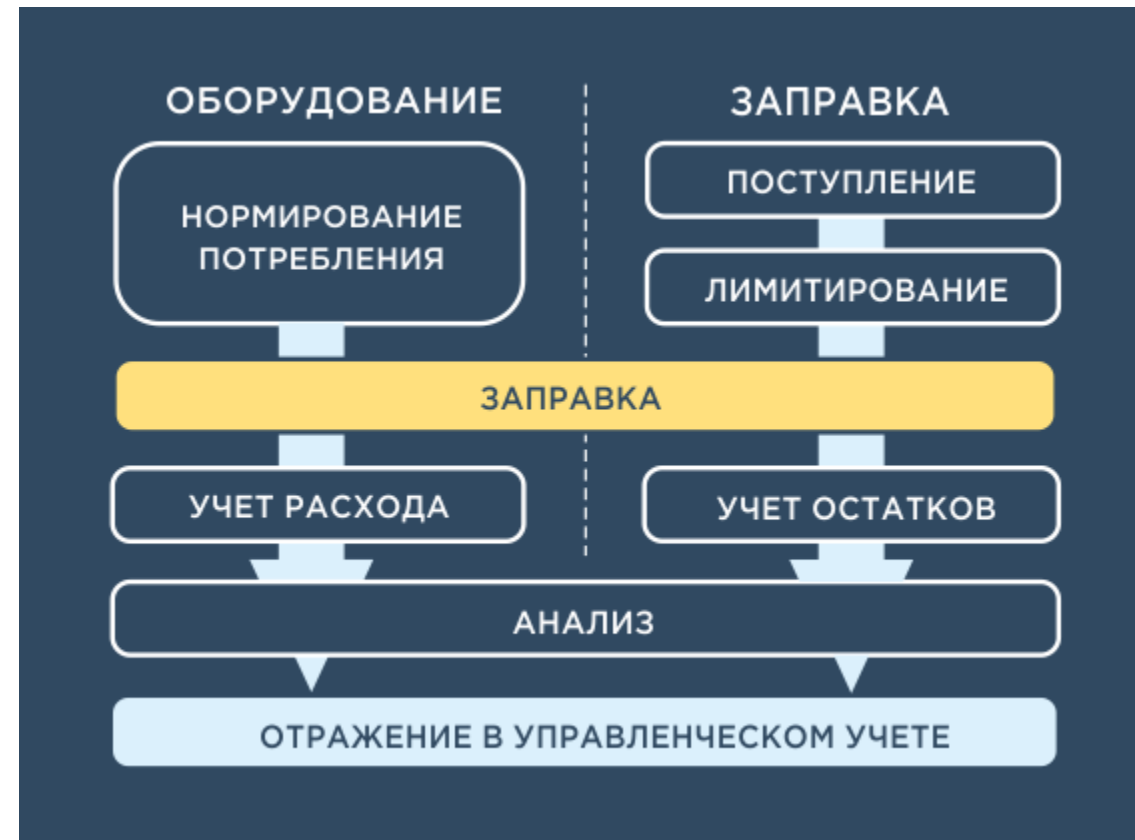 ОБОРУДОВАНИЕ
ЗАПРАВКА
НОРМИРОВАНИЕ
ПОТРЕБЛЕНИЯ
ПОСТУПЛЕНИЕ
ЛИМИТИРОВАНИЕ
ЗАПРАВКА
УЧЕТ РАСХОДА
УЧЕТ ОСТАТКОВ
АНАЛИЗ
ОТРАЖЕНИЕ В УПРАВЛЕНЧЕСКОМ УЧЕТЕ